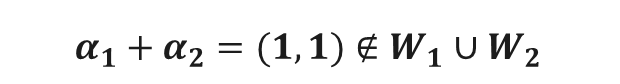 α₁ + α₂ = (1, 1) ∉ W₁ ∪ W₂